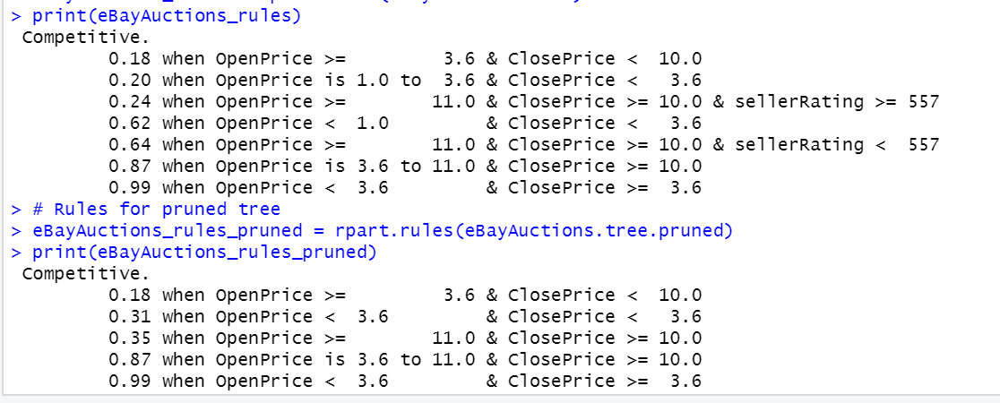 > print(eBayAuctions_rules)
 Competitive.
         0.18 when OpenPrice >=         3.6 & ClosePrice <  10.0
         0.20 when OpenPrice is 1.0 to  3.6 & ClosePrice <   3.6
         0.24 when OpenPrice >=        11.0 & ClosePrice >= 10.0 & sellerRating >= 557
         0.62 when OpenPrice <  1.0         & ClosePrice <   3.6
         0.64 when OpenPrice >=        11.0 & ClosePrice >= 10.0 & sellerRating <  557
         0.87 when OpenPrice is 3.6 to 11.0 & ClosePrice >= 10.0
         0.99 when OpenPrice <  3.6         & ClosePrice >=  3.6
> # Rules for pruned tree
> eBayAuctions_rules_pruned = rpart.rules(eBayAuctions.tree.pruned)
> print(eBayAuctions_rules_pruned)
 Competitive.
         0.18 when OpenPrice >=         3.6 & ClosePrice <  10.0
         0.31 when OpenPrice <  3.6         & ClosePrice <   3.6
         0.35 when OpenPrice >=        11.0 & ClosePrice >= 10.0
         0.87 when OpenPrice is 3.6 to 11.0 & ClosePrice >= 10.0
         0.99 when OpenPrice <  3.6         & ClosePrice >=  3.6